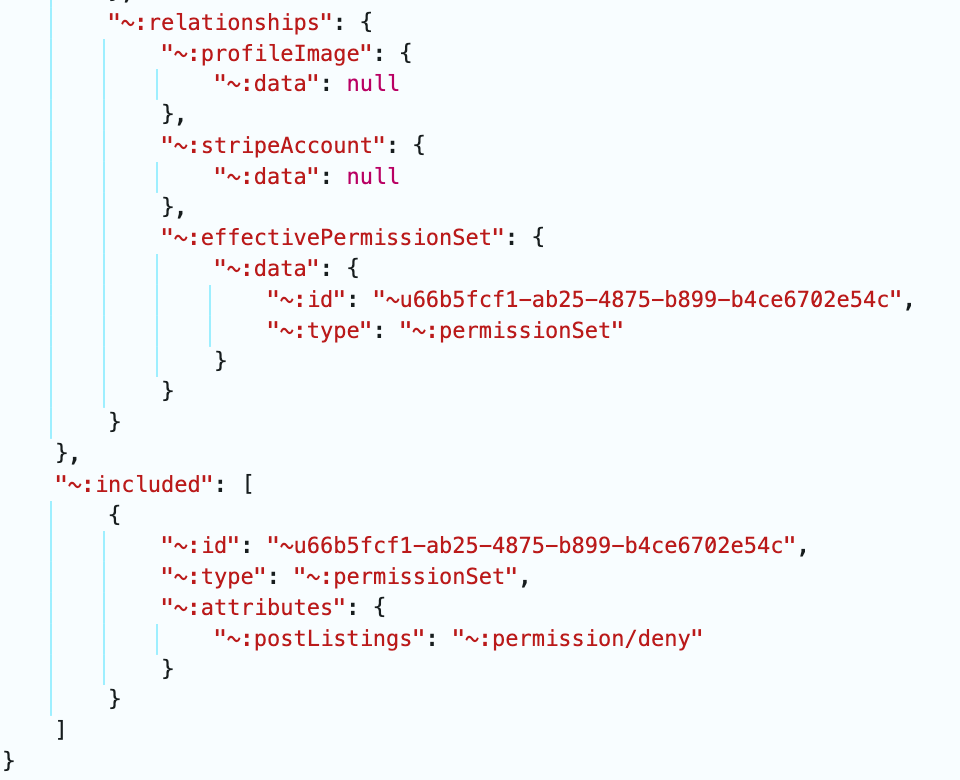 "~:relationships": {
"~:profileImage": {
"~:data": null
},
"~:stripeAccount": {
"~:data": null
},
"~:effectivePermissionSet": {
"~:data": {
"~:id": "~u66b5fcf1-ab25-4875-b899-b4ce6702e54c",
"~:type": "~:permissionSet"
}
}
}
},
"~:included": [
{
"~:id": "~u66b5fcf1-ab25-4875-b899-b4ce6702e54c",
"~:type": "~:permissionSet",
"~:attributes": {
"~:postListings": "~:permission/deny"
}
}
]
}